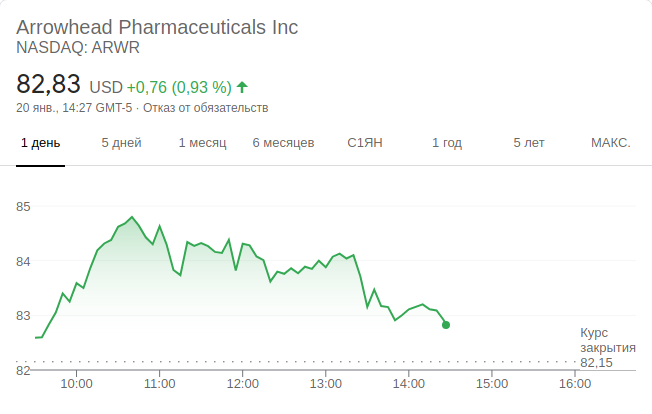 Arrowhead Pharmaceuticals Inc
NASDAQ: ARWR
82,83 USD +0,76 (0,93 %)
20 янв., 14:27 GMT-5 · Отказ от обязательств
1 день 5 дней 1 месяц 6 месяцев С1ЯН 1 год 5 лет МАКС.
85
84
83
Курс
закрытия
82,15
82
10:00 11:00 12:00 13:00 14:00 15:00 16:00